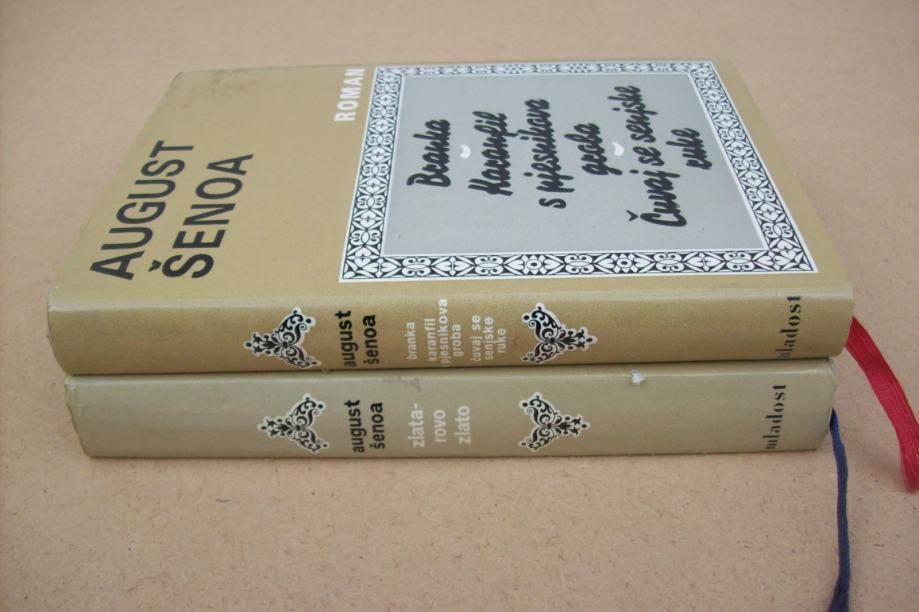 AUGUST
ŠENOA
ROMAN
Branka
Karanfil
s pjesnikova
groba
Čuvaj se senjske
ruke
august
šenoa
branka
karanfil
s pjesnikova
groba
čuvaj se
senjske
ruke
mladost
august
šenoa
zlata-
rovo
zlato
mladost